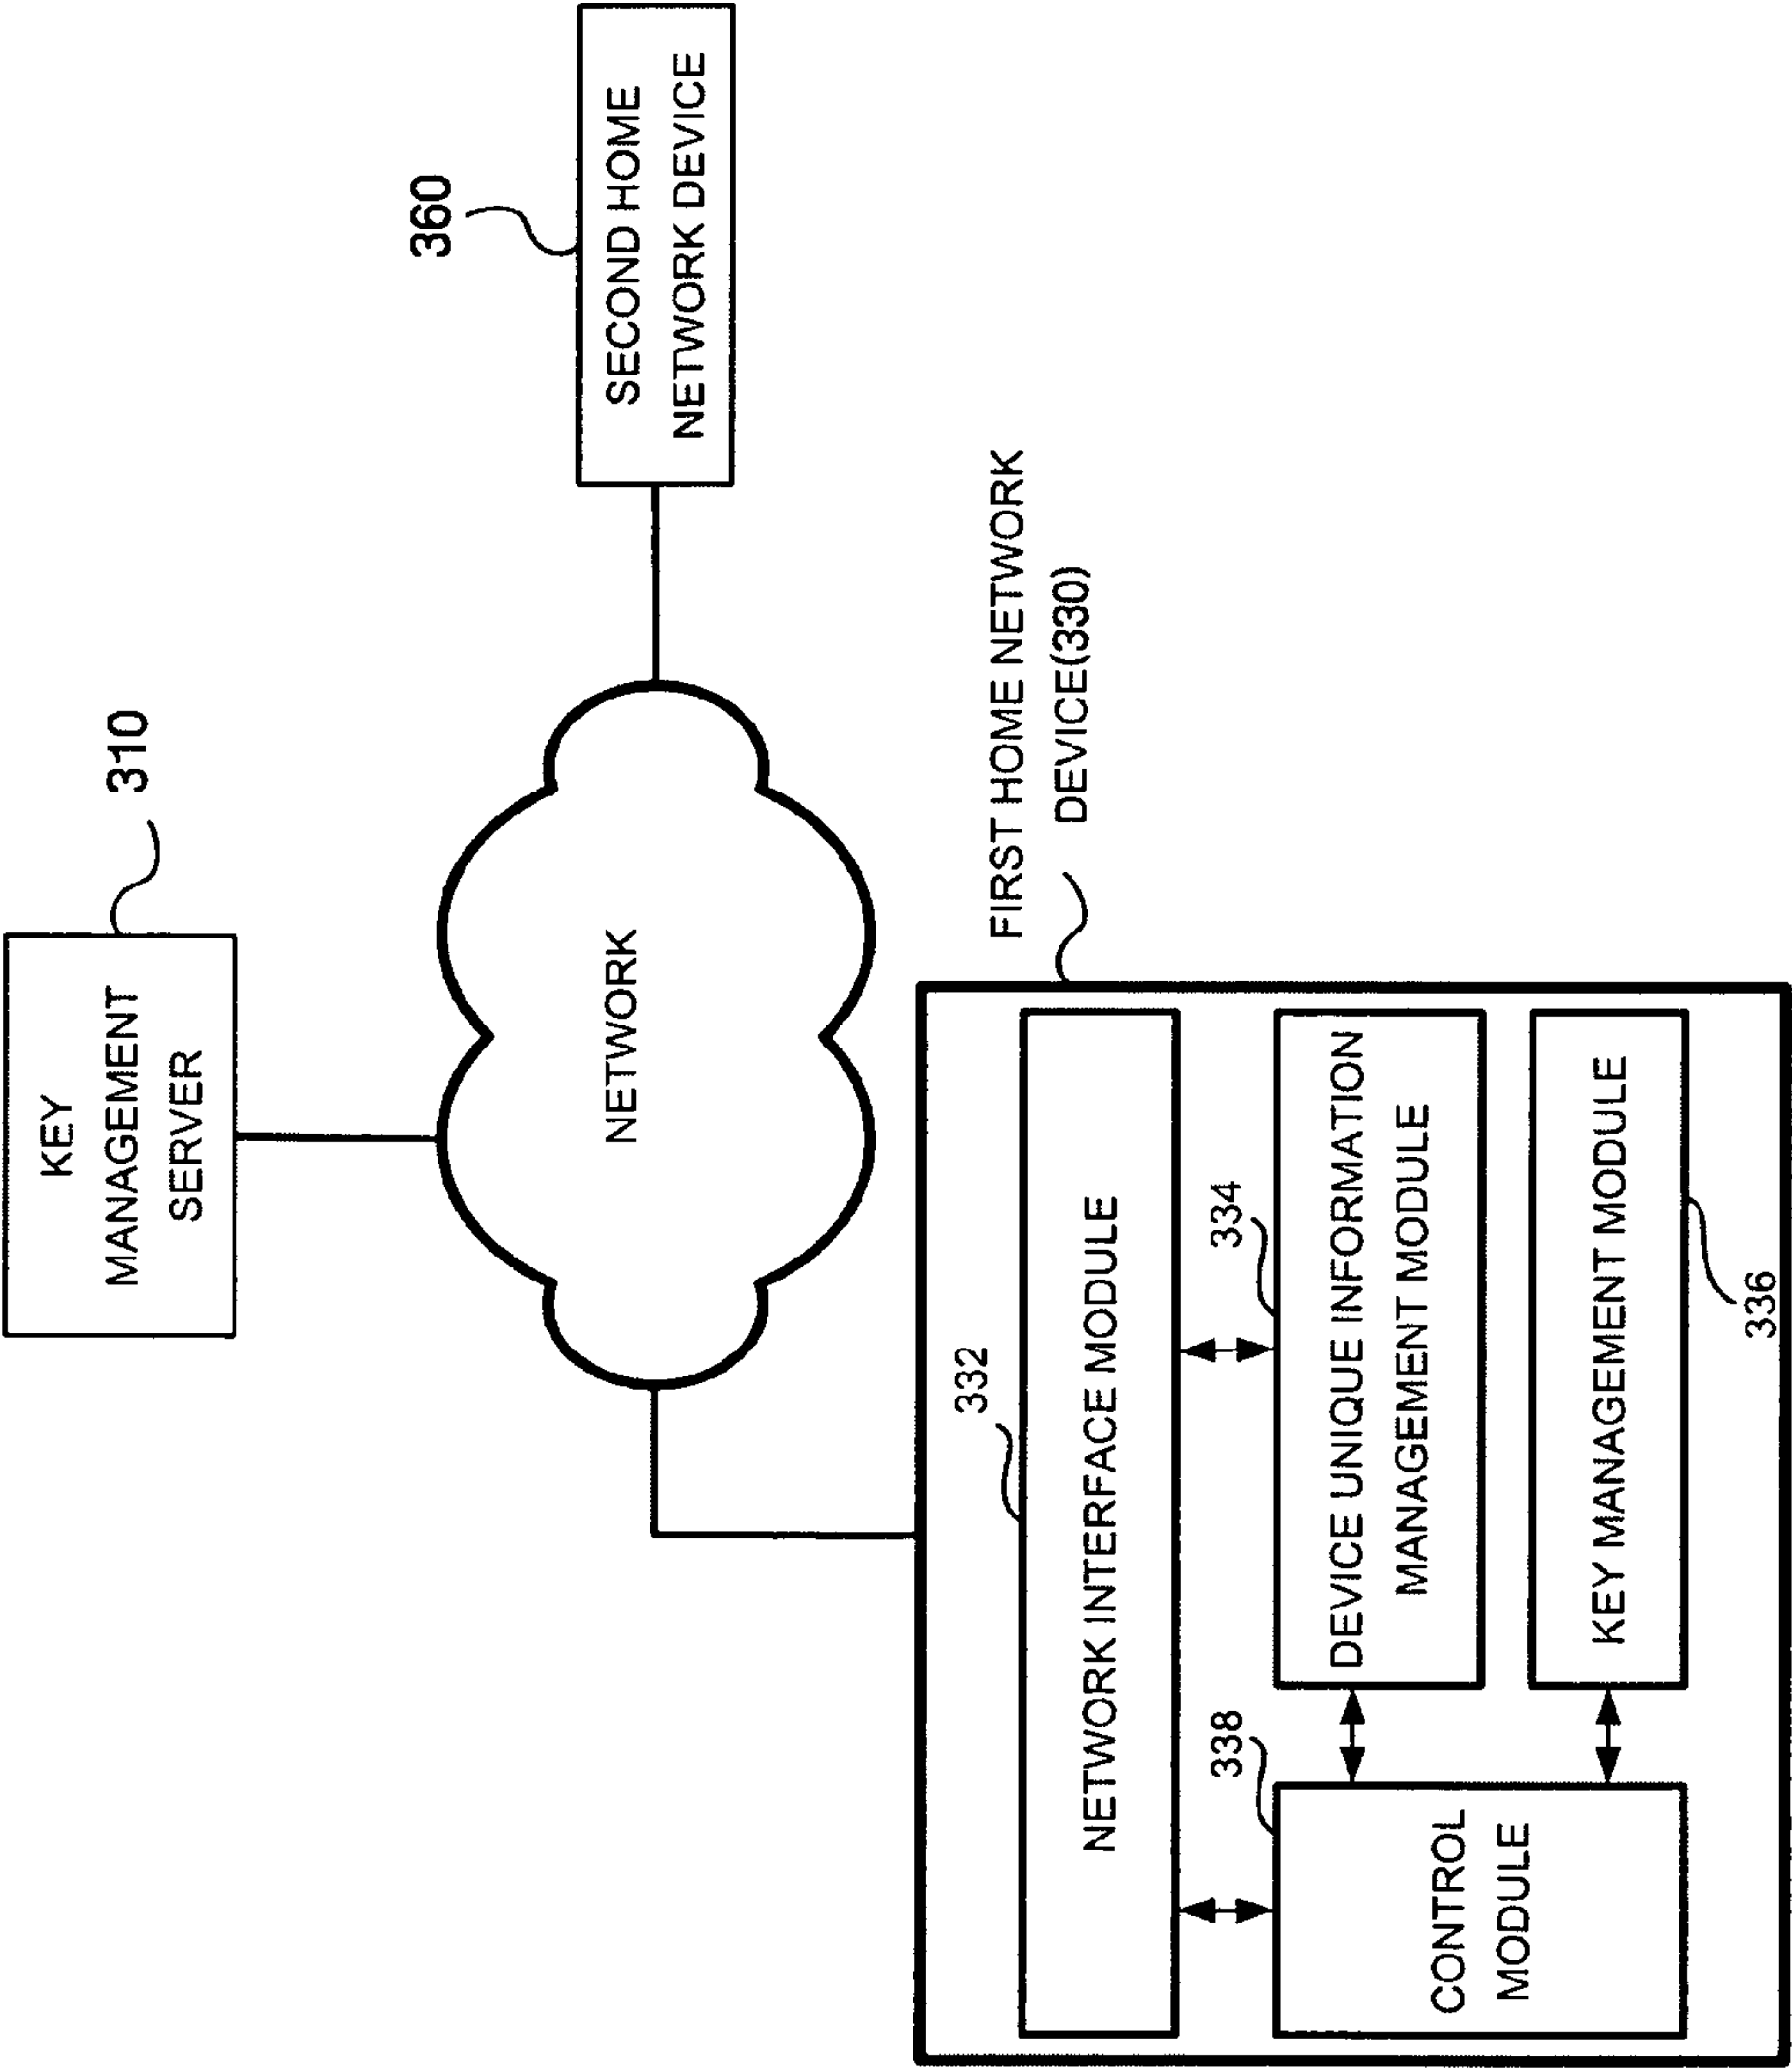 KEY
MANAGEMENT
SERVER
310
NETWORK
360
SECOND HOME
NETWORK DEVICE
FIRST HOME NETWORK
DEVICE(330)
332
NETWORK INTERFACE MODULE
338
CONTROL
MODULE
334
DEVICE UNIQUE INFORMATION
MANAGEMENT MODULE
KEY MANAGEMENT MODULE
336